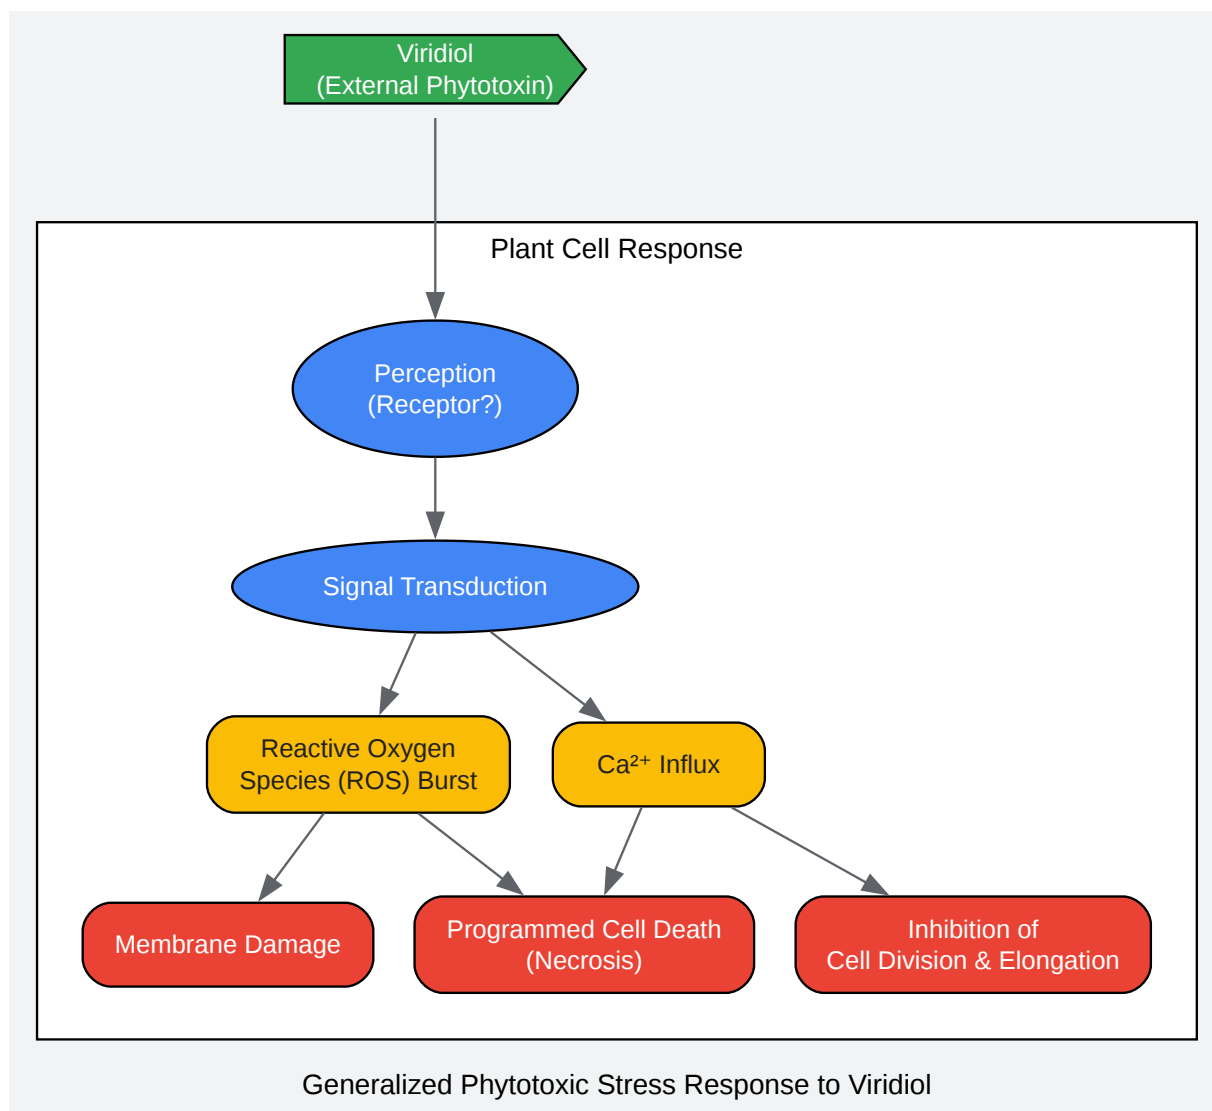 Viridiol
(External Phytotoxin)
Plant Cell Response
Perception
(Receptor?)
Signal Transduction
Reactive Oxygen
Species (ROS) Burst
Ca²⁺ Influx
Membrane Damage
Programmed Cell Death
(Necrosis)
Inhibition of
Cell Division & Elongation
Generalized Phytotoxic Stress Response to Viridiol